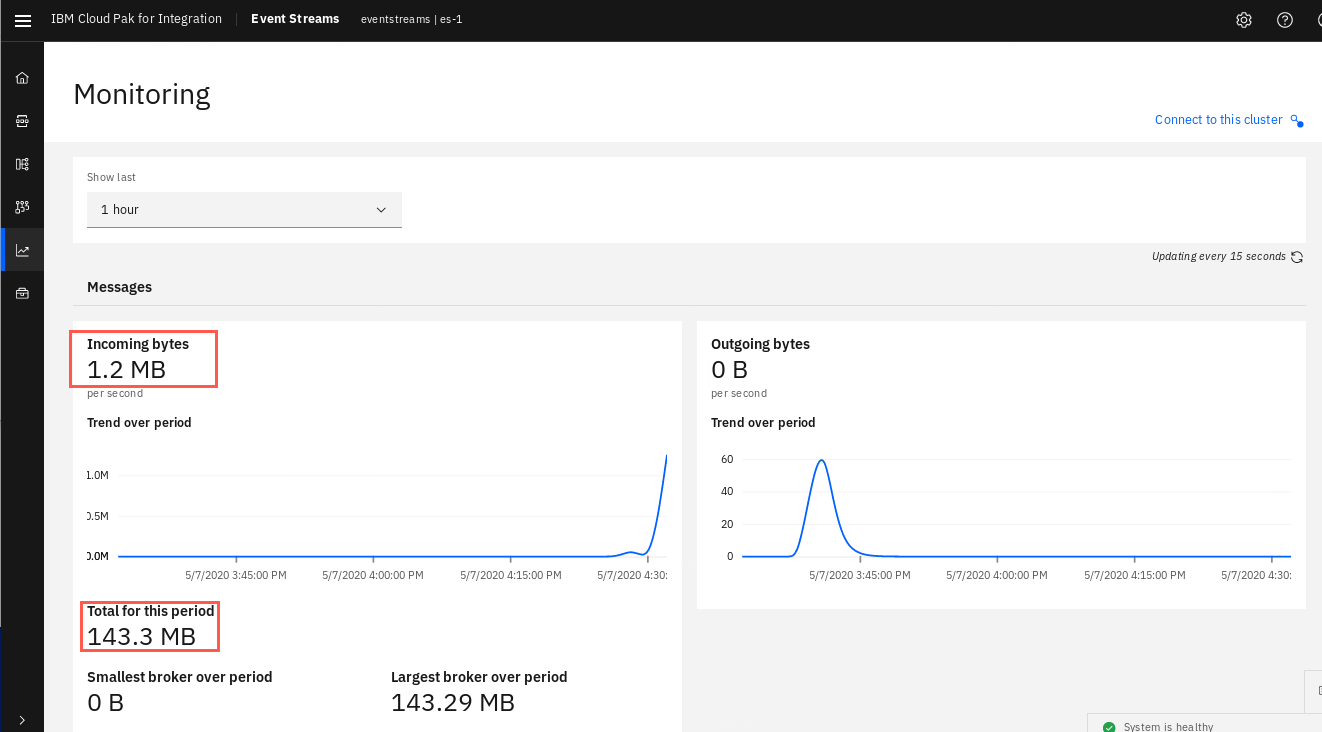 IBM Cloud Pak for Integration Event Streams eventstreams | es-1
Monitoring
Connect to this cluster
Show last
1 hour
Updating every 15 seconds
Messages
Incoming bytes
1.2 MB
per second
Trend over period
1.0M
0.5M
0.0M
5/7/2020 3:45:00 PM 5/7/2020 4:00:00 PM 5/7/2020 4:15:00 PM 5/7/2020 4:30:
Total for this period
143.3 MB
Smallest broker over period
0 B
Largest broker over period
143.29 MB
Outgoing bytes
0 B
per second
Trend over period
60
40
20
0
5/7/2020 3:45:00 PM 5/7/2020 4:00:00 PM 5/7/2020 4:15:00 PM 5/7/2020 4:30:
System is healthy